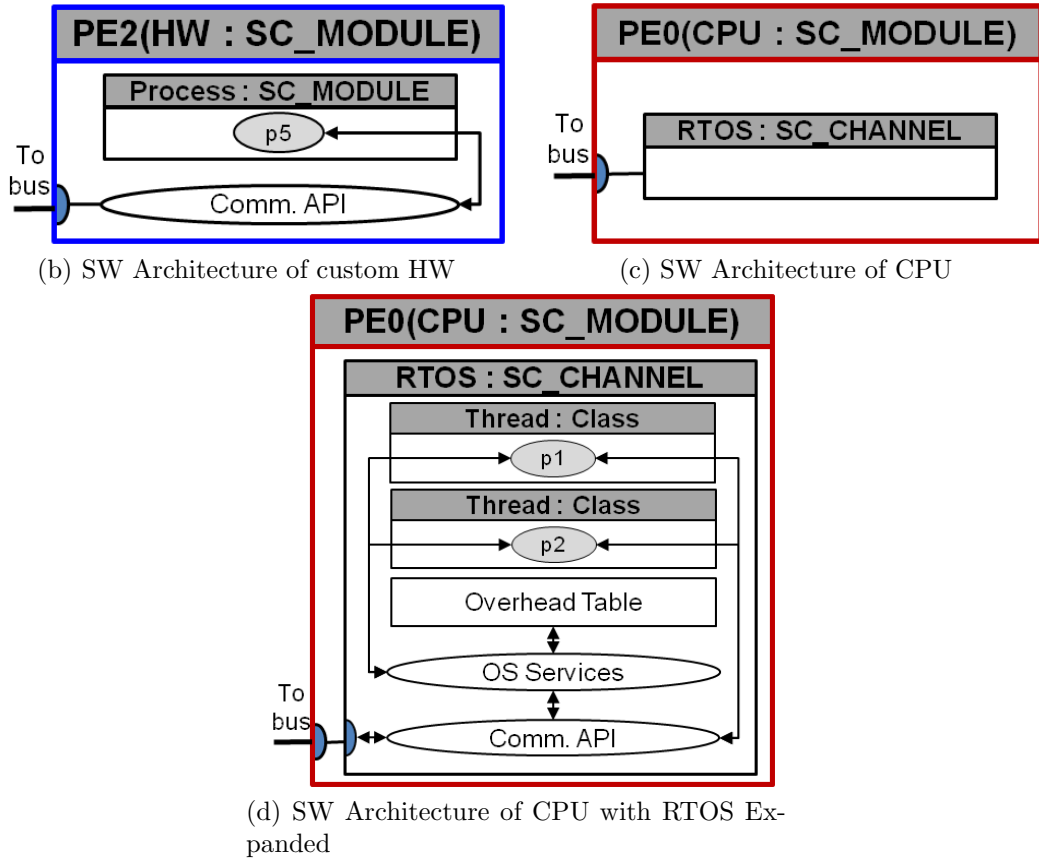 PE2(HW : SC_MODULE)
Process : SC_MODULE
p5
To
bus
Comm. API
(b) SW Architecture of custom HW
PE0(CPU : SC_MODULE)
To
bus
RTOS : SC_CHANNEL
(c) SW Architecture of CPU
PE0(CPU : SC_MODULE)
RTOS : SC_CHANNEL
Thread : Class
p1
Thread : Class
p2
Overhead Table
OS Services
To
bus
Comm. API
(d) SW Architecture of CPU with RTOS Ex-
panded